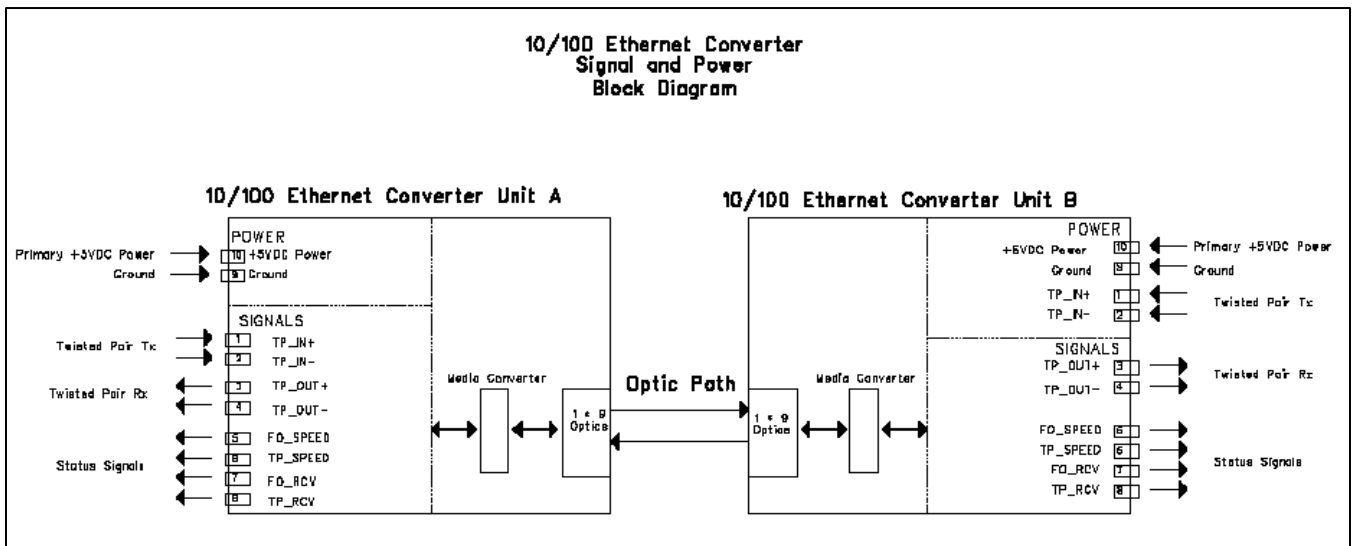 10/100 Ethernet Converter
Signal and Power
Block Diagram
10/100 Ethernet Converter Unit A
POWER
Primary +5VDC Power
10 +5VDC Power
Ground
9 Ground
SIGNALS
Twisted Pair Tx
1 TP_IN+
2 TP_IN-
Twisted Pair Rx
3 TP_OUT+
4 TP_OUT-
Status Signals
5 FO_SPEED
6 TP_SPEED
7 FO_RCV
8 TP_RCV
Media Converter
1 * 9
Optics
Optic Path
10/100 Ethernet Converter Unit B
POWER
+5VDC Power 10
Primary +5VDC Power
Ground 9
Ground
TP_IN+ 1
TP_IN- 2
Twisted Pair Tx
SIGNALS
TP_OUT+ 3
TP_OUT- 4
Twisted Pair Rx
FO_SPEED 5
TP_SPEED 6
FO_RCV 7
TP_RCV 8
Status Signals
Media Converter
1 * 9
Optics